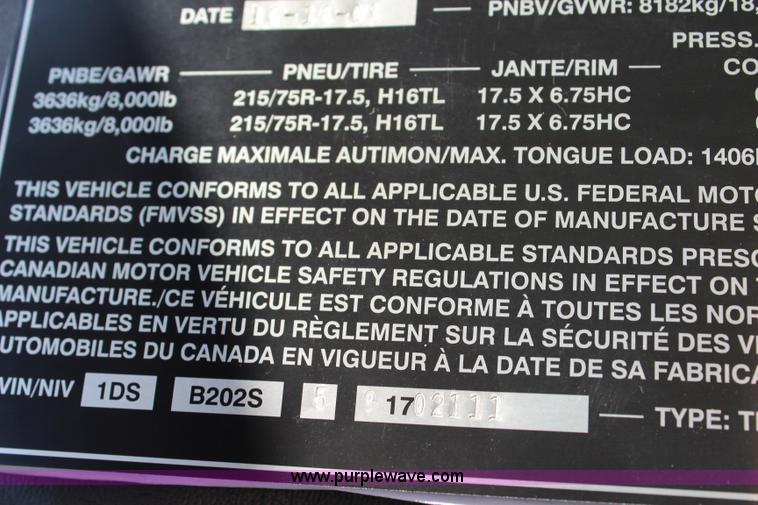 DATE
PNBV/GVWR: 8182kg/18,
PRESS.
PNBE/GAWR — PNEU/TIRE — JANTE/RIM — CO
3636kg/8,000lb 215/75R-17.5, H16TL 17.5 X 6.75HC
3636kg/8,000lb 215/75R-17.5, H16TL 17.5 X 6.75HC
CHARGE MAXIMALE AUTIMON/MAX. TONGUE LOAD: 1406
THIS VEHICLE CONFORMS TO ALL APPLICABLE U.S. FEDERAL MOTO
STANDARDS (FMVSS) IN EFFECT ON THE DATE OF MANUFACTURE S
THIS VEHICLE CONFORMS TO ALL APPLICABLE STANDARDS PRESC
CANADIAN MOTOR VEHICLE SAFETY REGULATIONS IN EFFECT ON T
MANUFACTURE./CE VÉHICULE EST CONFORME À TOUTES LES NOR
APPLICABLES EN VERTU DU RÈGLEMENT SUR LA SÉCURITÉ DES VÉ
UTOMOBILES DU CANADA EN VIGUEUR À LA DATE DE SA FABRICA
VIN/NIV 1DS B202S 5 9 1702111 — TYPE: T
www.purplewave.com